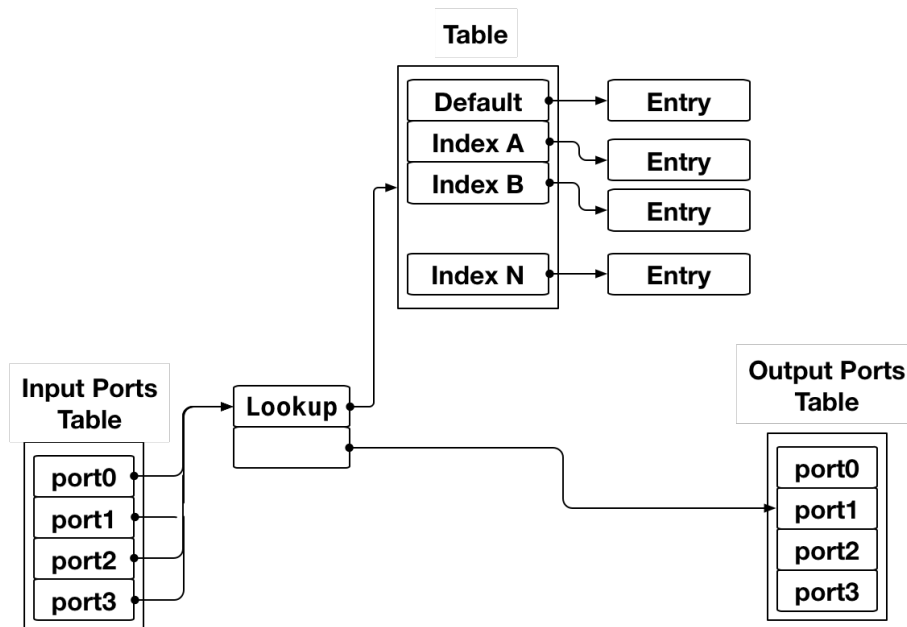 Table
Default
Entry
Index A
Entry
Index B
Entry
Index N
Entry
Input Ports
Table
Lookup
Output Ports
Table
port0
port1
port2
port3
port0
port1
port2
port3